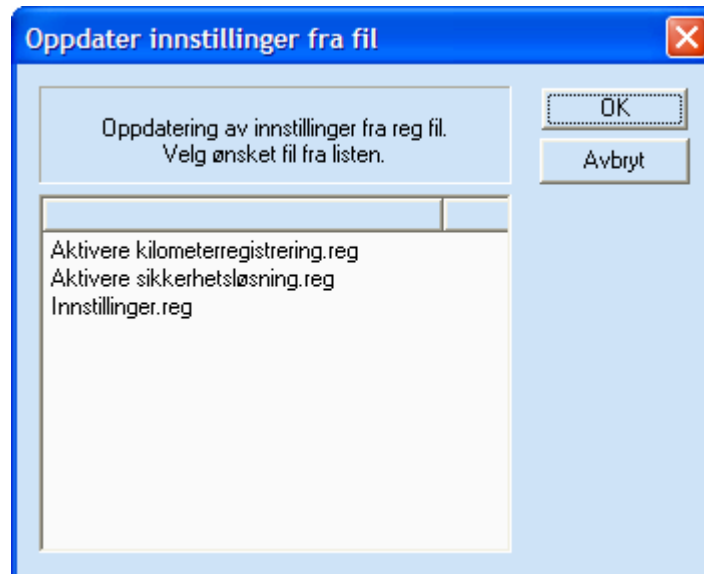 Oppdater innstillinger fra fil
Oppdatering av innstillinger fra reg fil.
Velg ønsket fil fra listen.
OK
Avbryt
Aktivere kilometerregistrering.reg
Aktivere sikkerhetsløsning.reg
Innstillinger.reg